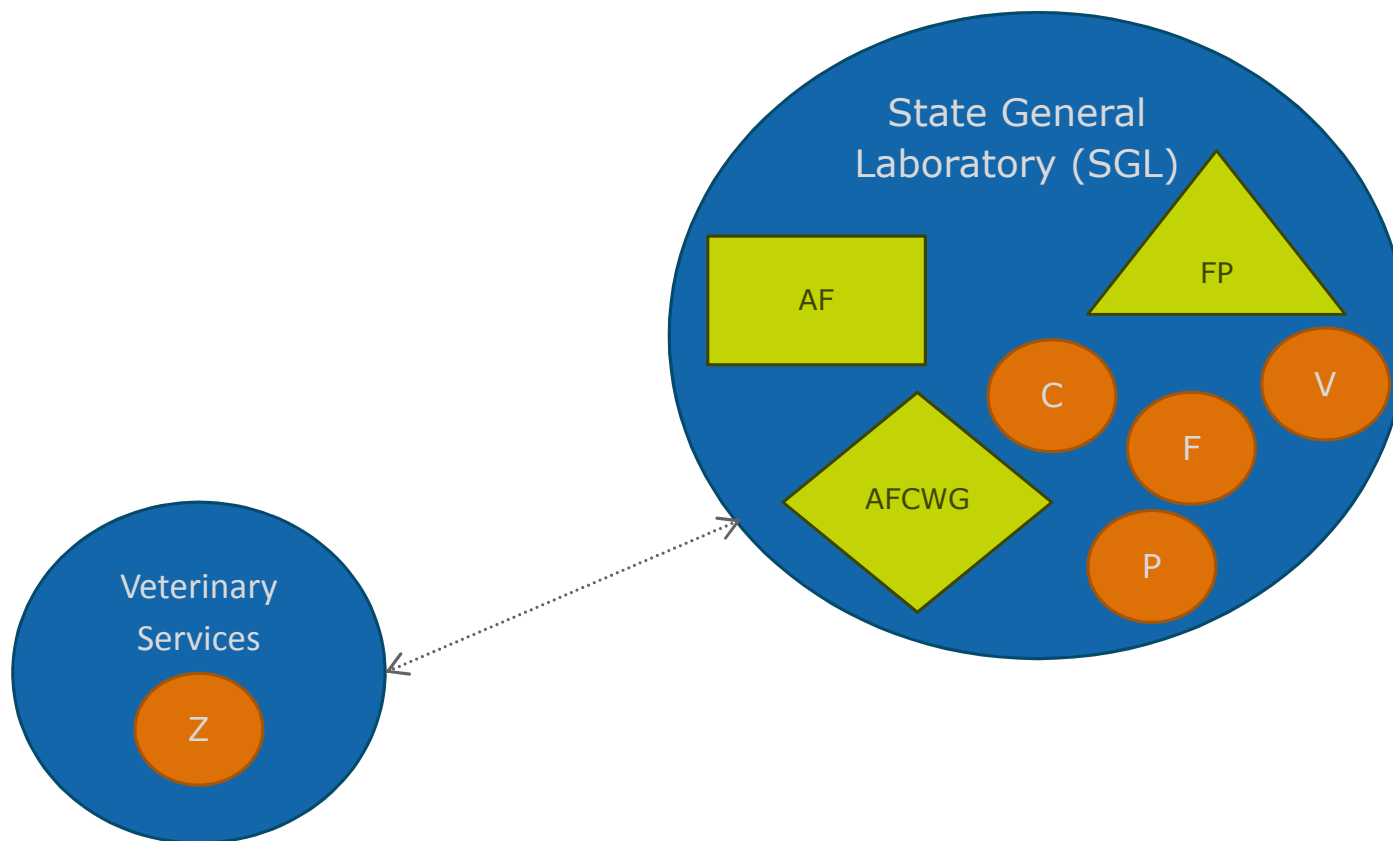 State General
Laboratory (SGL)
FP
AF
V
C
F
AFCWG
P
Veterinary
Services
Z